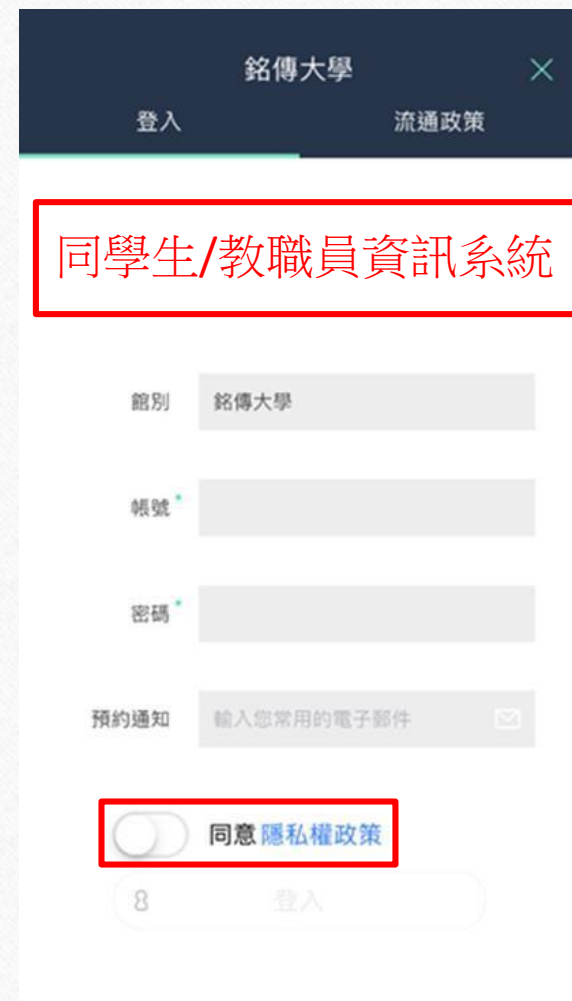 銘傳大學
登入 流通政策
同學生/教職員資訊系統
館別 銘傳大學
帳號
密碼
預約通知 輸入您常用的電子郵件
同意隱私權政策
登入